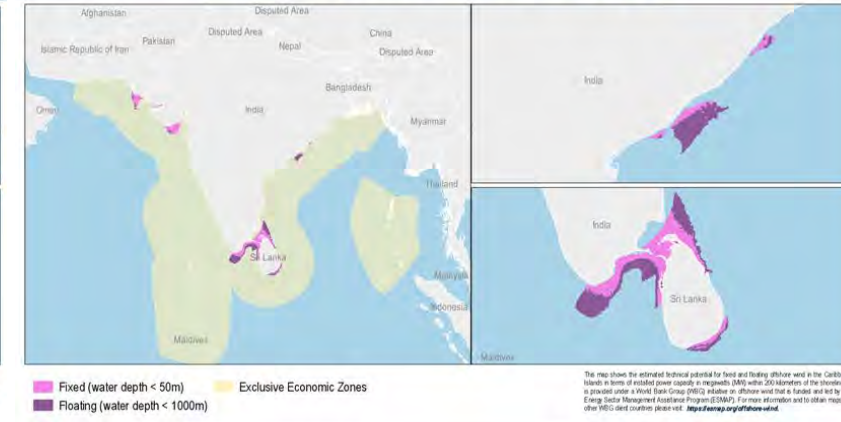 Afghanistan
Disputed Area
Islamic Republic of Iran
Pakistan
Disputed Area
Nepal
China
Disputed Area
Bangladesh
Oman
India
Myanmar
Thailand
Sri Lanka
Malaysia
Indonesia
Maldives
India
India
Sri Lanka
Maldives
Fixed (water depth < 50m)
Exclusive Economic Zones
Floating (water depth < 1000m)
This map shows the estimated technical potential for fixed and floating offshore wind in the Caribb
Islands in terms of installed power capacity in megawatts (MW) within 200 kilometers of the shoreline
is provided under a World Bank Group (WBG) initiative on offshore wind that is funded and led by
Energy Sector Management Assistance Program (ESMAP). For more information and to obtain maps
other WBG client countries please visit: https://esmap.org/offshore-wind.